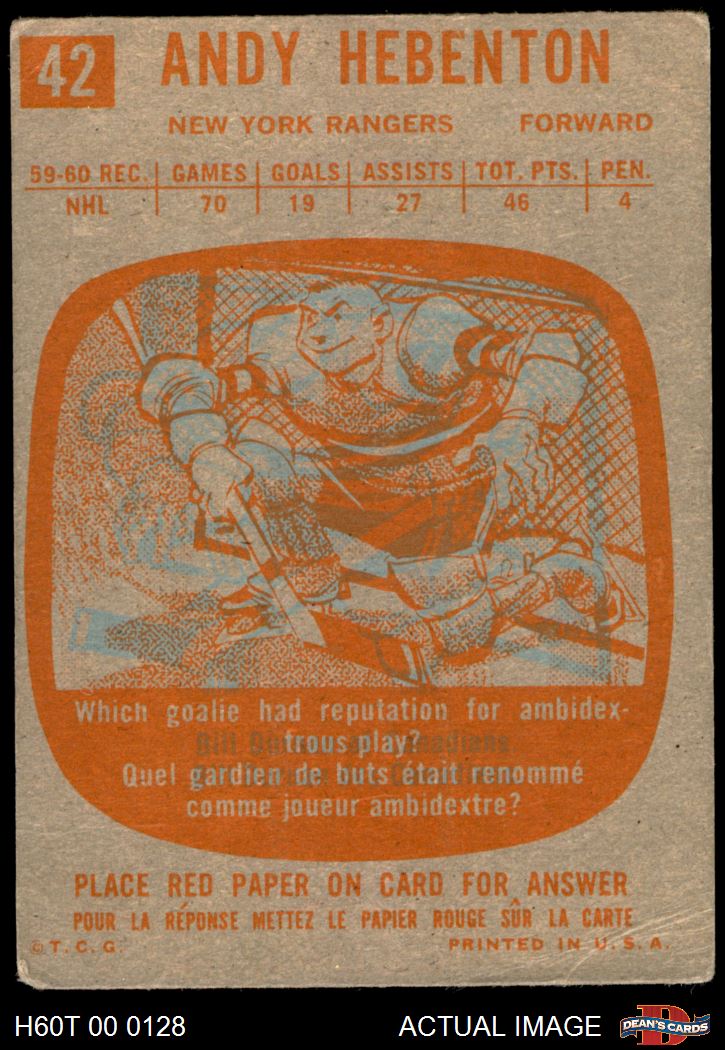 42
ANDY HEBENTON
NEW YORK RANGERS FORWARD
59-60 REC. GAMES GOALS ASSISTS TOT. PTS. PEN.
NHL 70 19 27 46 4
Which goalie had reputation for ambidex-
trous play?
Quel gardien de buts était renommé
comme joueur ambidextre?
PLACE RED PAPER ON CARD FOR ANSWER
POUR LA RÉPONSE METTEZ LE PAPIER ROUGE SÛR LA CARTE
© T. C. G. PRINTED IN U. S. A.
H60T 00 0128 ACTUAL IMAGE DEAN'S CARDS